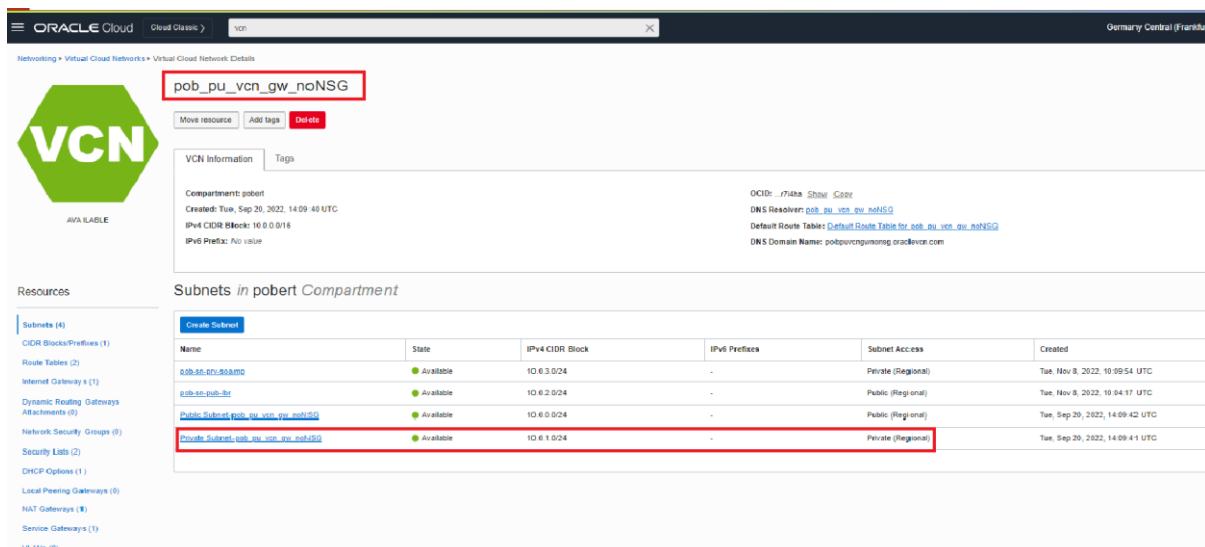 ORACLE Cloud Cloud Classic > vcn Germany Central (Frankfu
Networking » Virtual Cloud Networks » Virtual Cloud Network Details
pob_pu_vcn_gw_noNSG
Move resource Add tags Delete
VCN
AVAILABLE
VCN Information Tags
Compartment: pobert
Created: Tue, Sep 20, 2022, 14:09:40 UTC
IPv4 CIDR Block: 10.0.0.0/16
IPv6 Prefix: No value
OCID: ...r7i4ha Show Copy
DNS Resolver: pob_pu_vcn_gw_noNSG
Default Route Table: Default Route Table for pob_pu_vcn_gw_noNSG
DNS Domain Name: pobpuvcngwnonsg.oraclevcn.com
Resources
Subnets (4)
CIDR Blocks/Prefixes (1)
Route Tables (2)
Internet Gateways (1)
Dynamic Routing Gateways
Attachments (0)
Network Security Groups (0)
Security Lists (2)
DHCP Options (1)
Local Peering Gateways (0)
NAT Gateways (1)
Service Gateways (1)
Subnets in pobert Compartment
Create Subnet
Name State IPv4 CIDR Block IPv6 Prefixes Subnet Access Created
pob-sn-prv-soamp Available 10.0.3.0/24 - Private (Regional) Tue, Nov 8, 2022, 10:09:54 UTC
pob-sn-pub-lbr Available 10.0.2.0/24 - Public (Regional) Tue, Nov 8, 2022, 10:04:17 UTC
Public Subnet-pob_pu_vcn_gw_noNSG Available 10.0.0.0/24 - Public (Regional) Tue, Sep 20, 2022, 14:09:42 UTC
Private Subnet-pob_pu_vcn_gw_noNSG Available 10.0.1.0/24 - Private (Regional) Tue, Sep 20, 2022, 14:09:41 UTC